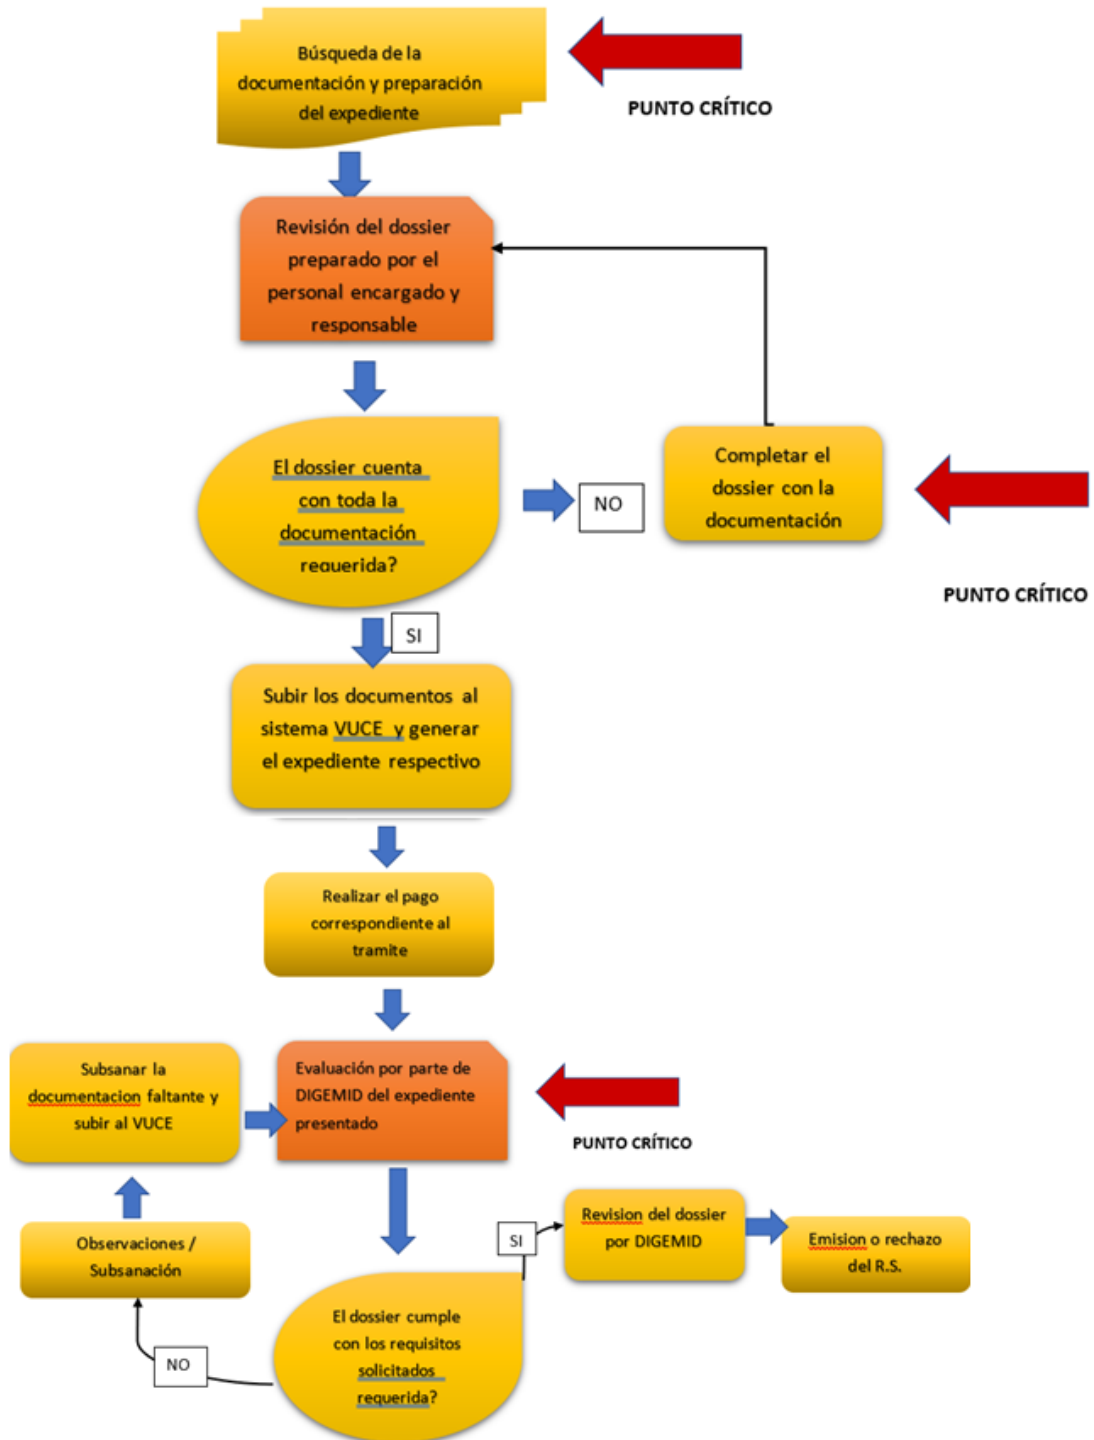 Búsqueda de la
documentación y preparación
del expediente
PUNTO CRÍTICO
Revisión del dossier
preparado por el
personal encargado y
responsable
El dossier cuenta
con toda la
documentación
requerida?
NO
Completar el
dossier con la
documentación
PUNTO CRÍTICO
SI
Subir los documentos al
sistema VUCE y generar
el expediente respectivo
Realizar el pago
correspondiente al
tramite
Subsanar la
documentacion faltante y
subir al VUCE
Evaluación por parte de
DIGEMID del expediente
presentado
PUNTO CRÍTICO
Observaciones /
Subsanación
SI
Revision del dossier
por DIGEMID
Emision o rechazo
del R.S.
El dossier cumple
con los requisitos
solicitados
requerida?
NO